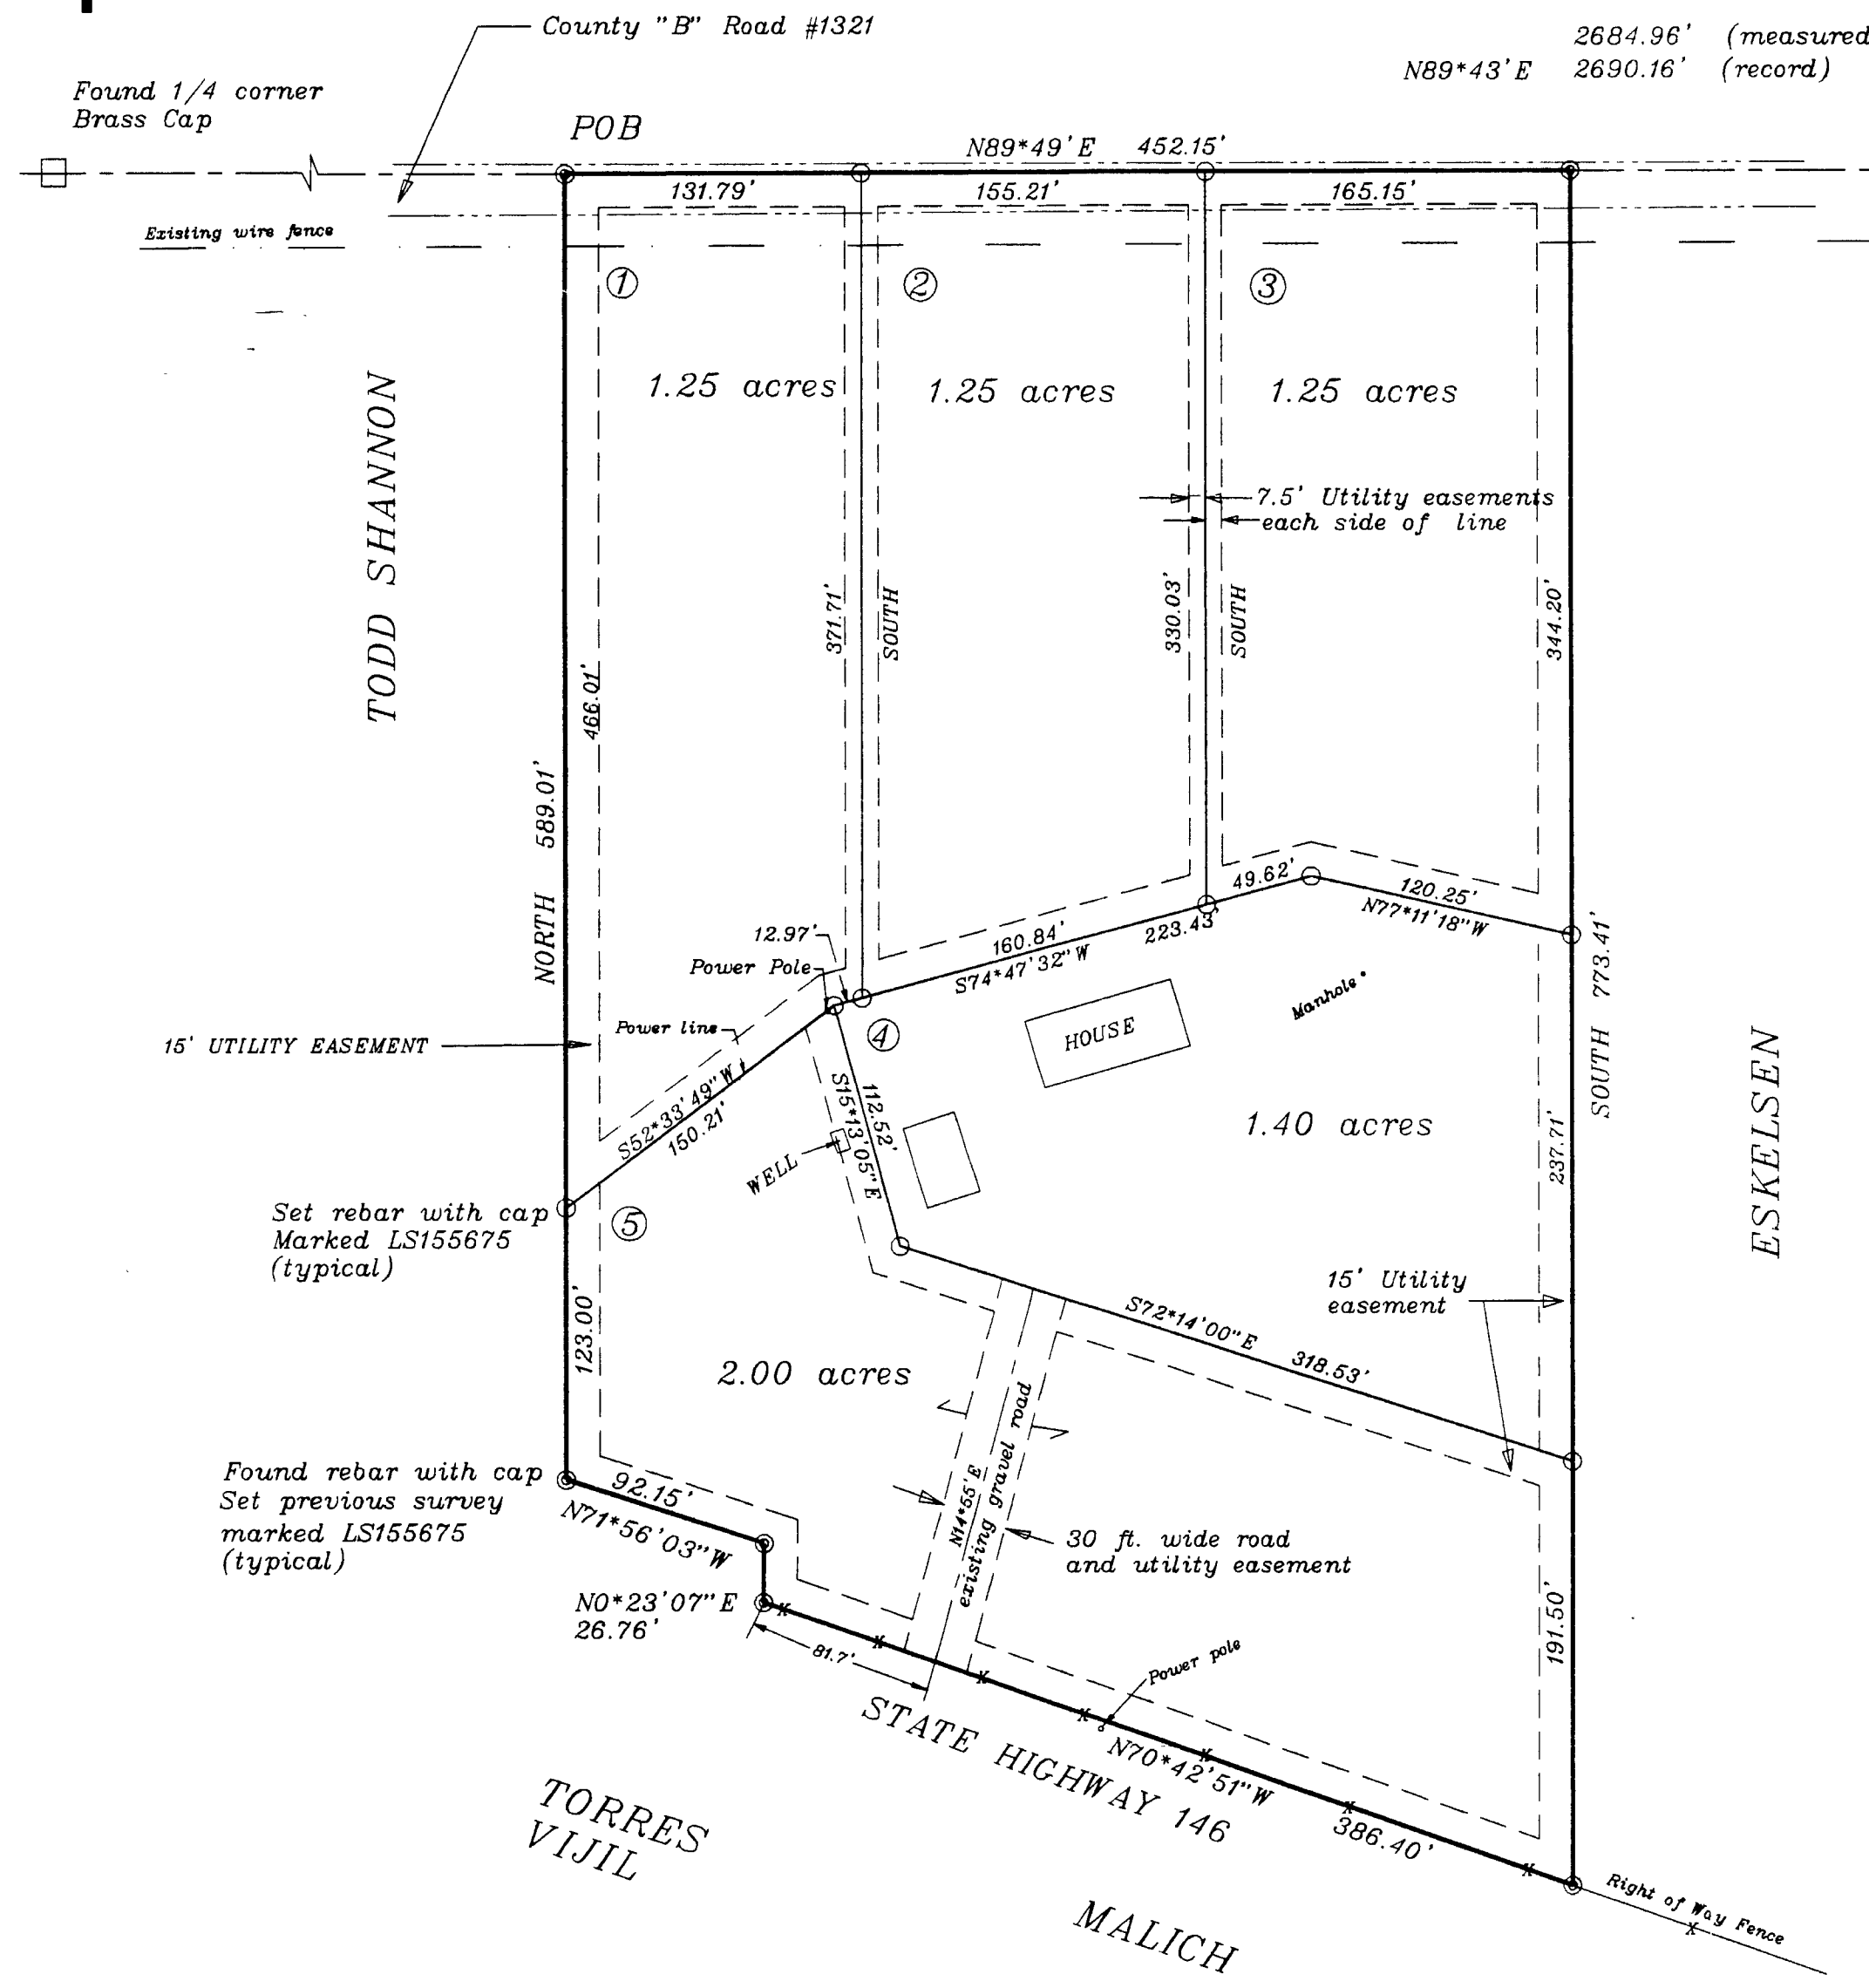 County "B" Road #1321
2684.96' (measured
N89*43'E 2690.16' (record)
Found 1/4 corner
Brass Cap
POB
N89*49'E 452.15'
131.79'
155.21'
165.15'
Existing wire fence
1
2
3
1.25 acres
1.25 acres
1.25 acres
TODD SHANNON
7.5' Utility easements
each side of line
466.01'
371.71'
SOUTH
330.03'
SOUTH
344.20'
NORTH 589.01'
49.62'
120.25'
N77*11'18"W
12.97'
Power Pole
160.84'
223.43'
S74*47'32"W
SOUTH 773.41'
Manhole
Power line
4
HOUSE
15' UTILITY EASEMENT
S52*33'49"W
150.21'
112.52'
S15*13'05"E
WELL
1.40 acres
237.71'
ESKELSEN
Set rebar with cap
Marked LS155675
(typical)
5
15' Utility
easement
123.00'
S72*14'00"E
318.53'
2.00 acres
Found rebar with cap
Set previous survey
marked LS155675
(typical)
92.15'
N71*56'03"W
N14*55'E
existing gravel road
30 ft. wide road
and utility easement
N0*23'07"E
26.76'
81.7'
191.50'
Power pole
STATE HIGHWAY 146
N70*42'51"W
386.40'
TORRES
VIJIL
MALICH
Right of Way Fence